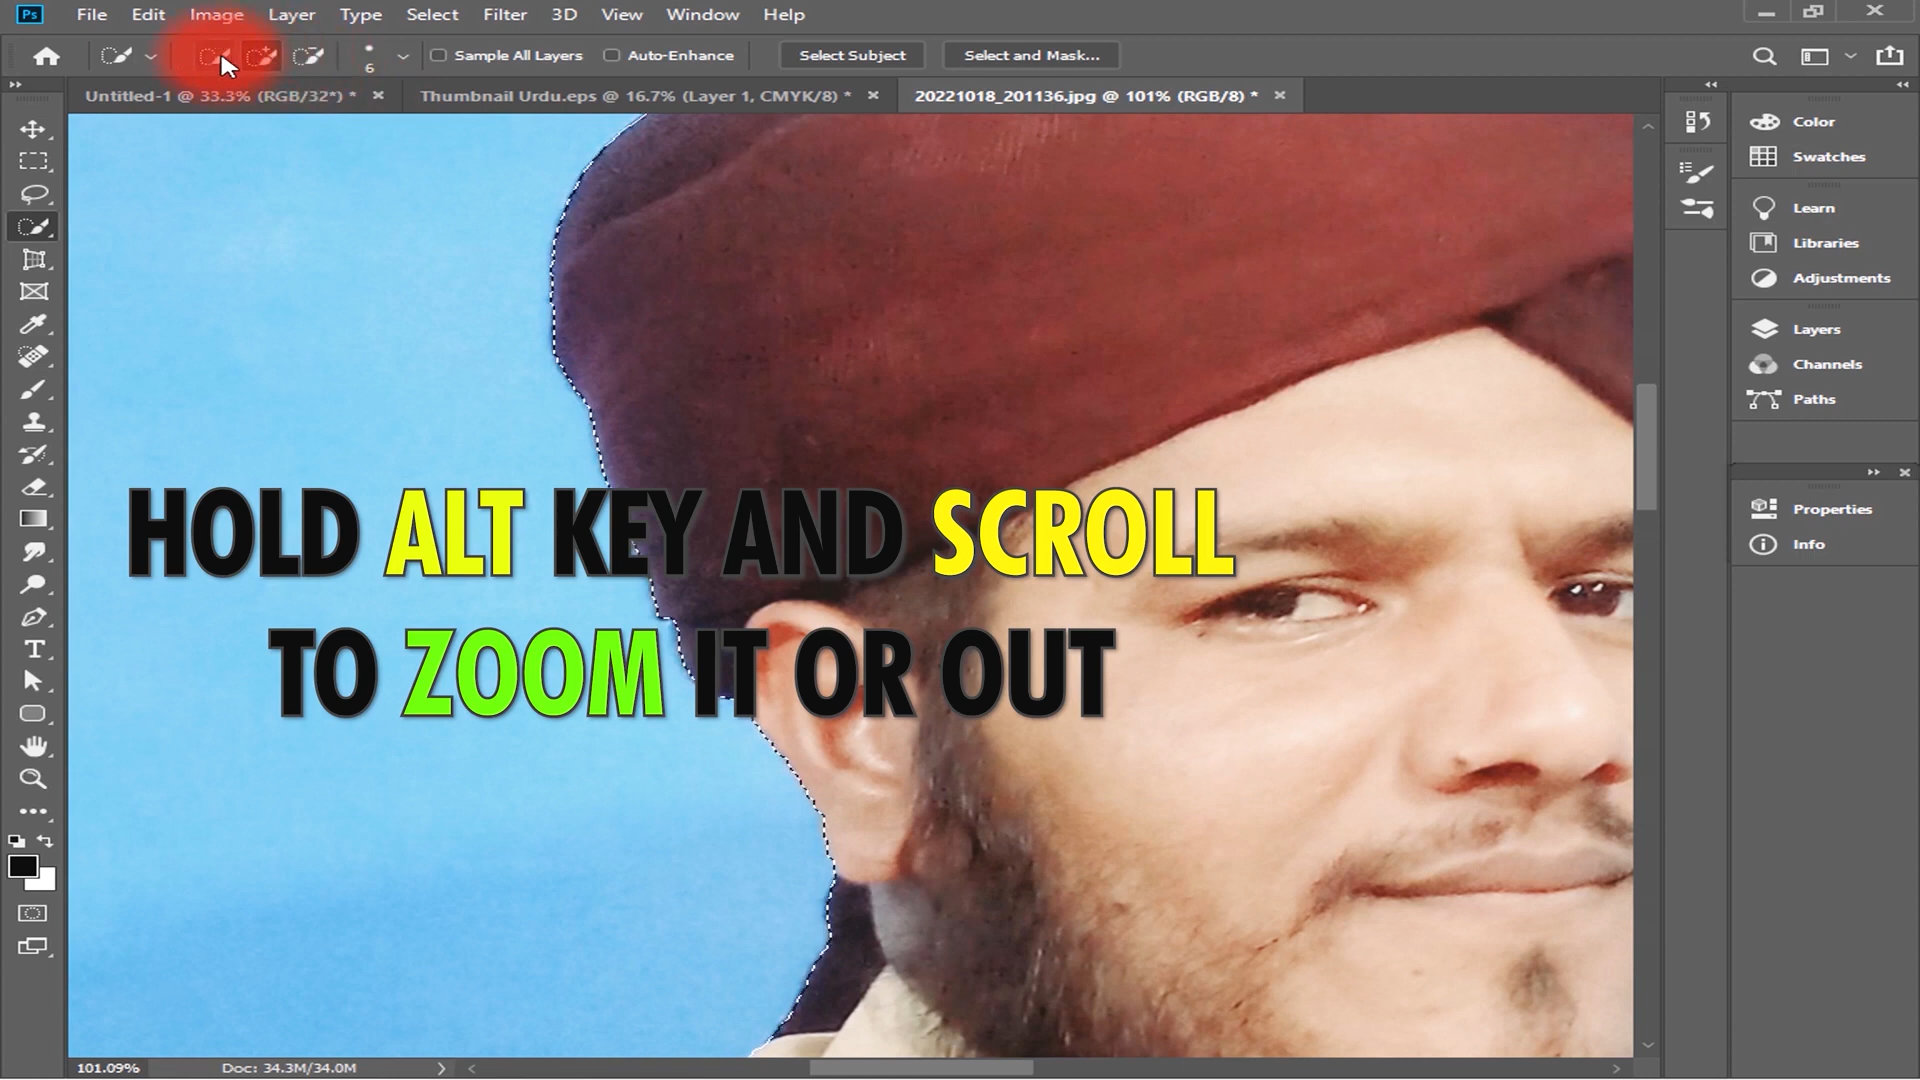 Ps File Edit Image Layer Type Select Filter 3D View Window Help
6 Sample All Layers Auto-Enhance Select Subject Select and Mask...
Untitled-1 @ 33.3% (RGB/32*) * Thumbnail Urdu.eps @ 16.7% (Layer 1, CMYK/8) * 20221018_201136.jpg @ 101% (RGB/8) *
Color
Swatches
Learn
Libraries
Adjustments
Layers
Channels
Paths
Properties
Info
HOLD ALT KEY AND SCROLL
TO ZOOM IT OR OUT
101.09% Doc: 34.3M/34.0M